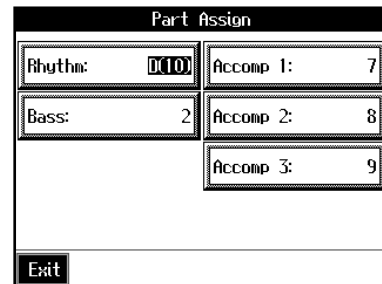 Part Assign
Rhythm: D(10) Accomp 1: 7
Bass: 2 Accomp 2: 8
Accomp 3: 9
Exit